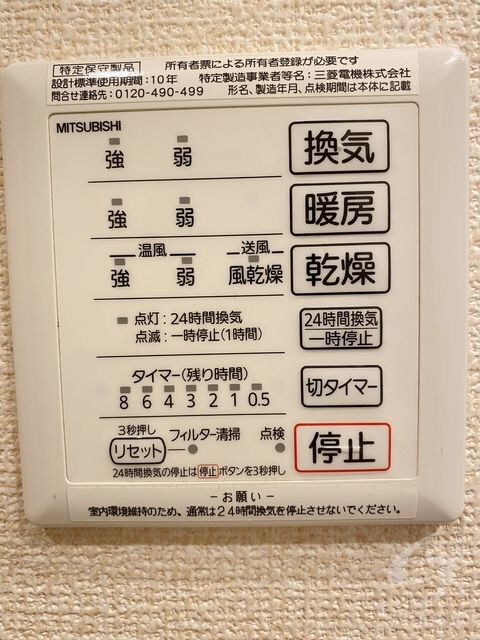 特定保守製品 所有者票による所有者登録が必要です
設計標準使用期間:10年 特定製造事業者等名:三菱電機株式会社
問合せ連絡先:0120-490-499 形名、製造年月、点検期間は本体に記載
MITSUBISHI
強 弱 換気
強 弱 暖房
温風 送風
強 弱 風乾燥 乾燥
点灯:24時間換気
点滅:一時停止(1時間)
24時間換気
一時停止
タイマー(残り時間)
8 6 4 3 2 1 0.5
切タイマー
3秒押し
リセット フィルター清掃 点検
停止
24時間換気の停止は停止ボタンを3秒押し
-お願い-
室内環境維持のため、通常は24時間換気を停止させないでください。